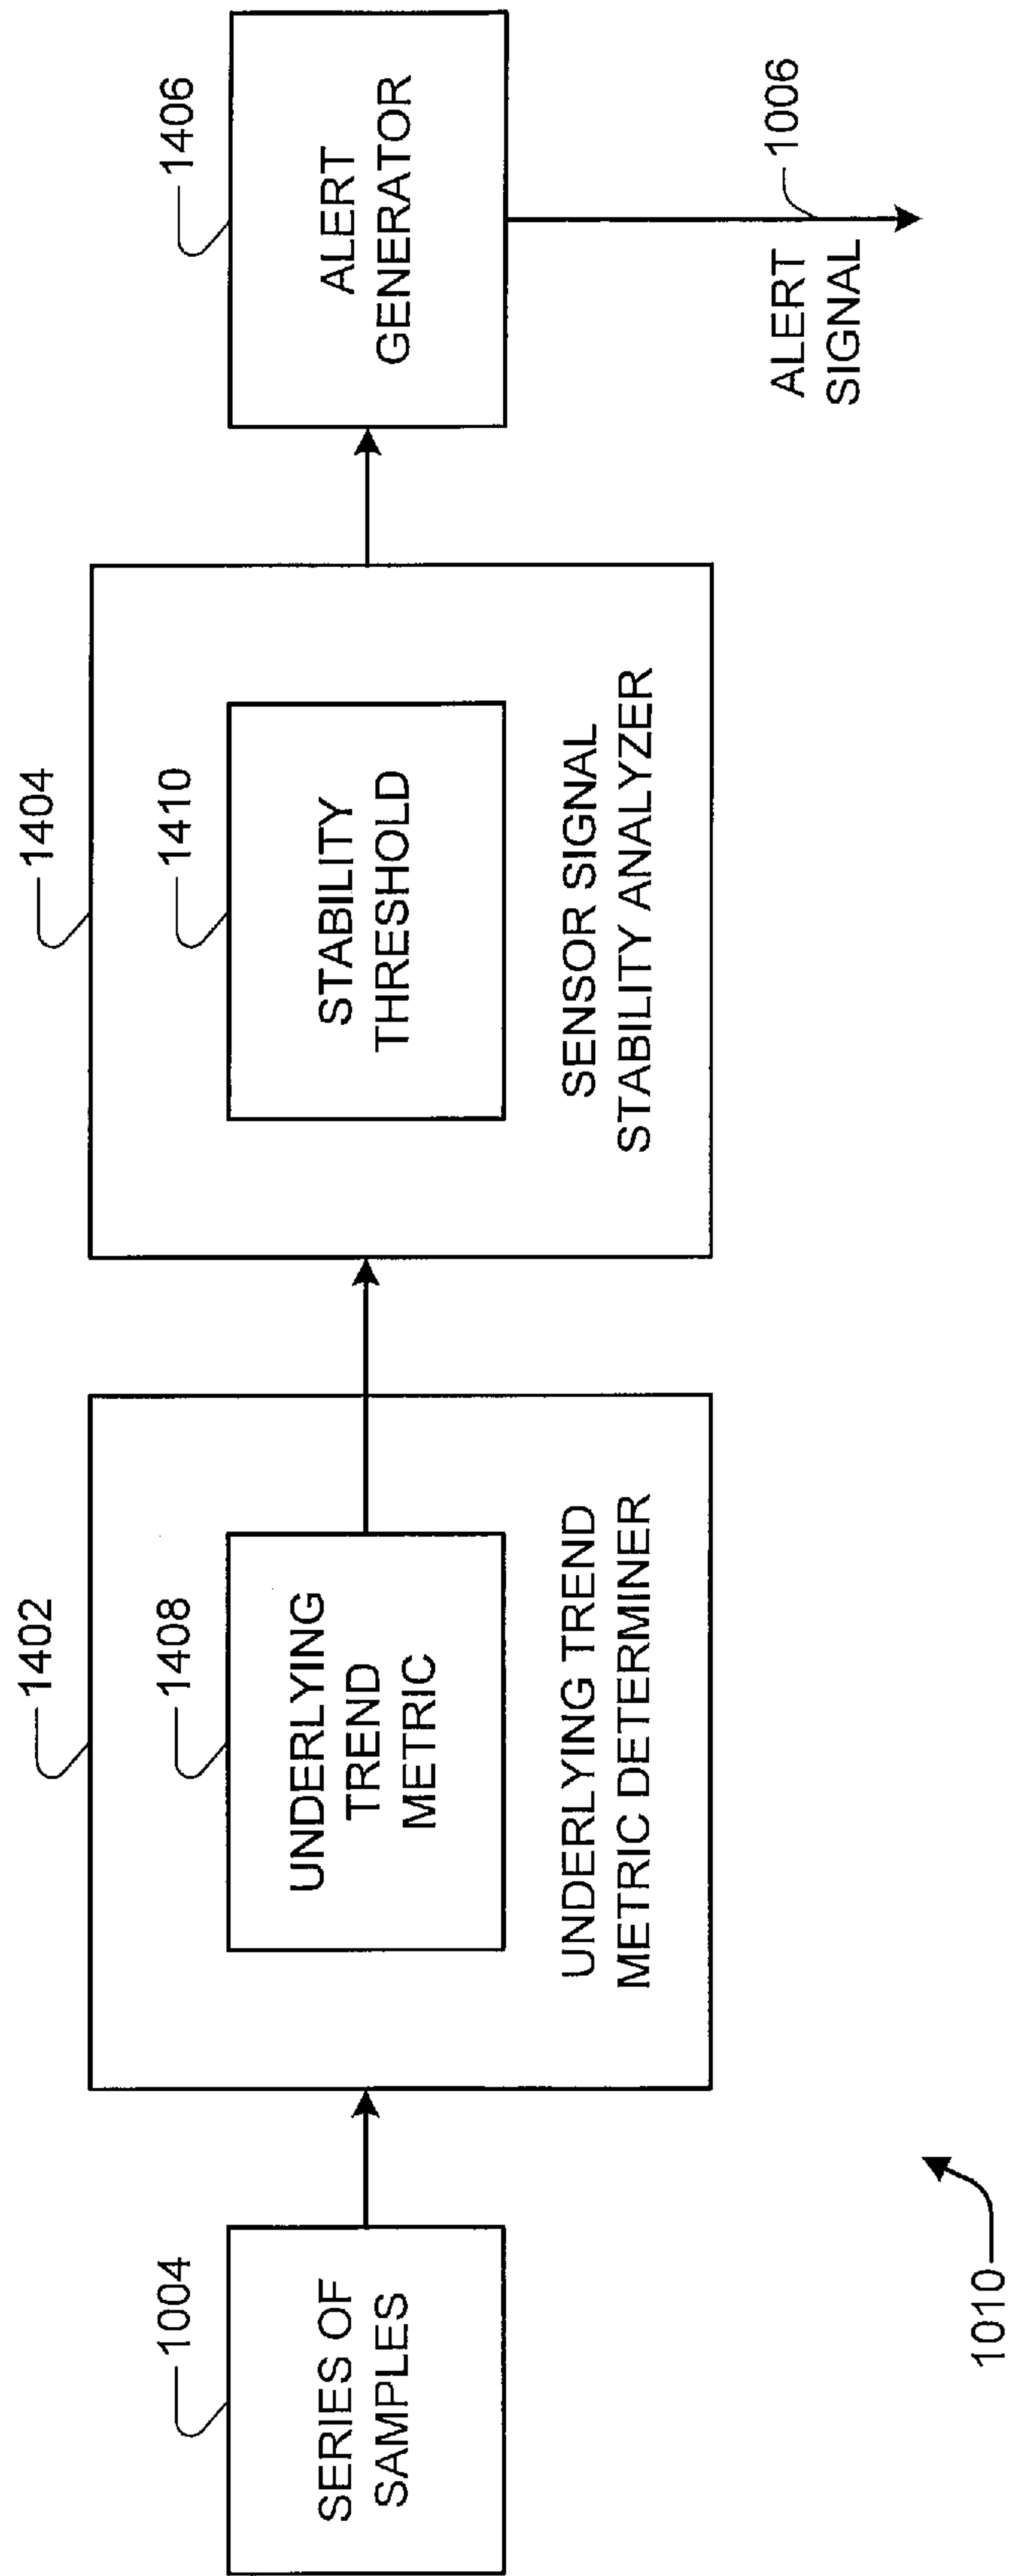 1004
SERIES OF
SAMPLES
1402
1408
UNDERLYING
TREND
METRIC
UNDERLYING TREND
METRIC DETERMINER
1404
1410
STABILITY
THRESHOLD
SENSOR SIGNAL
STABILITY ANALYZER
1406
ALERT
GENERATOR
ALERT
SIGNAL
1006
1010